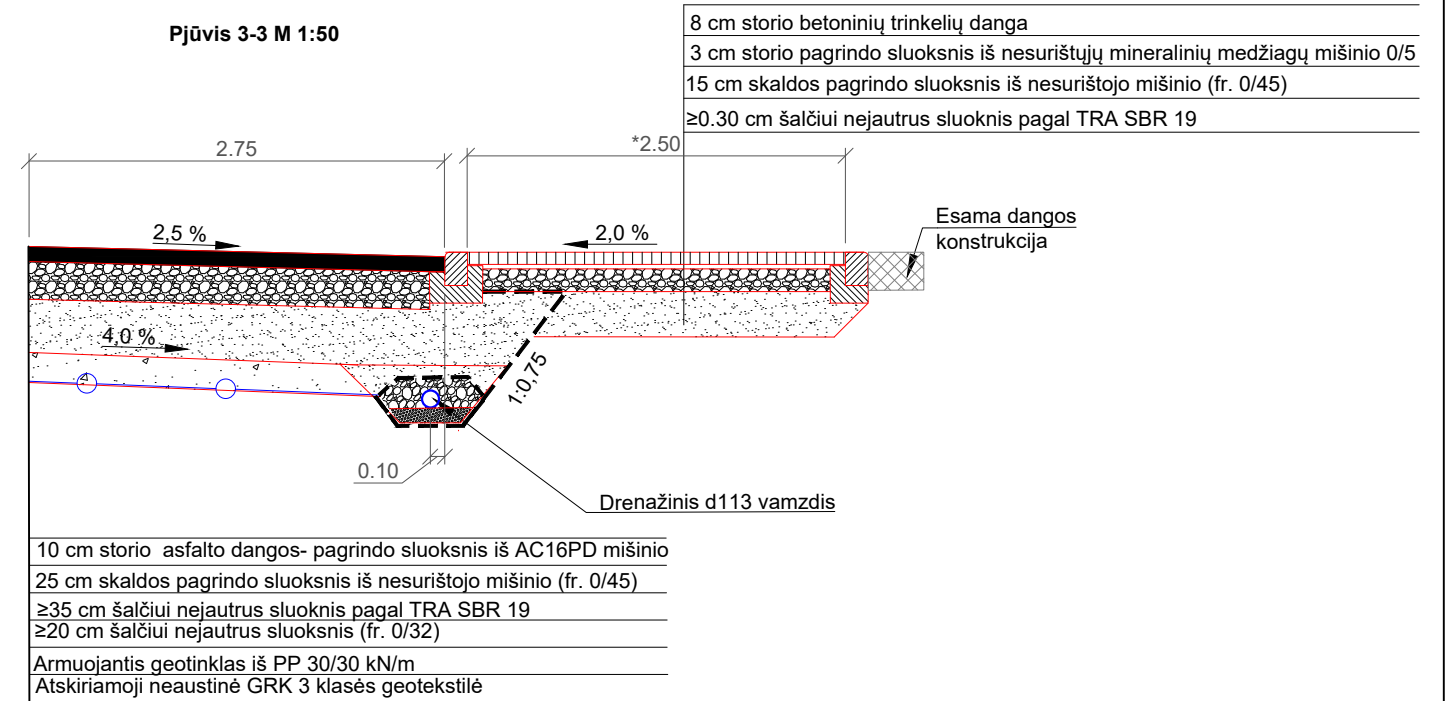 Pjūvis 3-3 M 1:50
8 cm storio betoninių trinkelių danga
3 cm storio pagrindo sluoksnis iš nesurištųjų mineralinių medžiagų mišinio 0/5
15 cm skaldos pagrindo sluoksnis iš nesurištojo mišinio (fr. 0/45)
≥0.30 cm šalčiui nejautrus sluoknis pagal TRA SBR 19
2.75
*2.50
Esama dangos
konstrukcija
2,5 %
2,0 %
4,0 %
1:0,75
0.10
Drenažinis d113 vamzdis
10 cm storio asfalto dangos- pagrindo sluoksnis iš AC16PD mišinio
25 cm skaldos pagrindo sluoksnis iš nesurištojo mišinio (fr. 0/45)
≥35 cm šalčiui nejautrus sluoknis pagal TRA SBR 19
≥20 cm šalčiui nejautrus sluoksnis (fr. 0/32)
Armuojantis geotinklas iš PP 30/30 kN/m
Atskiriamoji neaustinė GRK 3 klasės geotekstilė